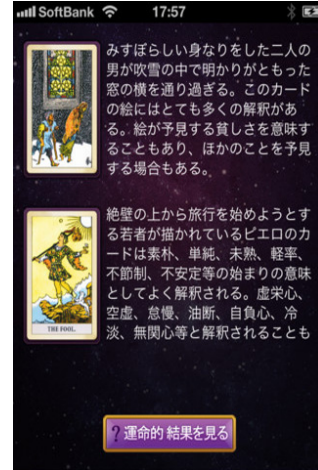 SoftBank 17:57
みすぼらしい身なりをした二人の
男が吹雪の中で明かりがともった
窓の横を通り過ぎる。このカード
の絵にはとても多くの解釈があ
る。絵が予見する貧しさを意味す
ることもあり、ほかのことを予見
する場合もある。
絶壁の上から旅行を始めようとす
る若者が描かれているピエロのカ
ードは素朴、単純、未熟、軽率、
不節制、不安定等の始まりの意味
としてよく解釈される。虚栄心、
空虚、怠慢、油断、自負心、冷
淡、無関心等と解釈されることも
THE FOOL.
?運命的 結果を見る